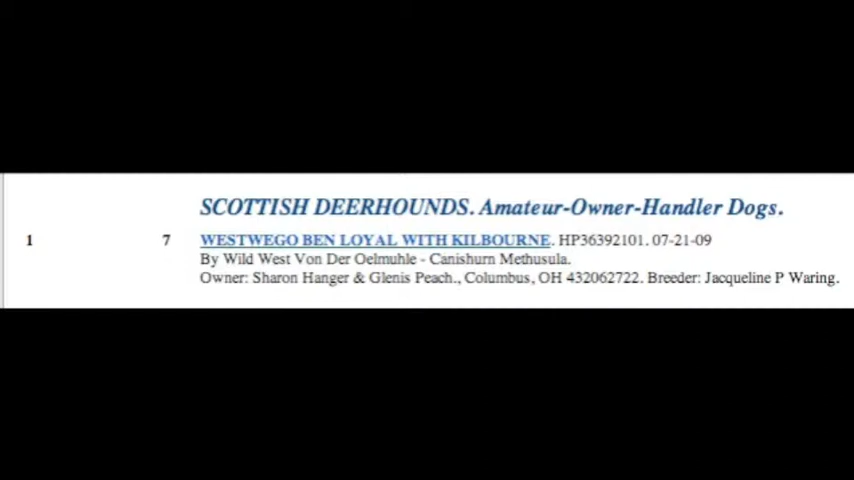 SCOTTISH DEERHOUNDS. Amateur-Owner-Handler Dogs.
1 7 WESTWEGO BEN LOYAL WITH KILBOURNE. HP36392101. 07-21-09
By Wild West Von Der Oelmuhle - Canishurn Methusula.
Owner: Sharon Hanger & Glenis Peach., Columbus, OH 432062722. Breeder: Jacqueline P Waring.